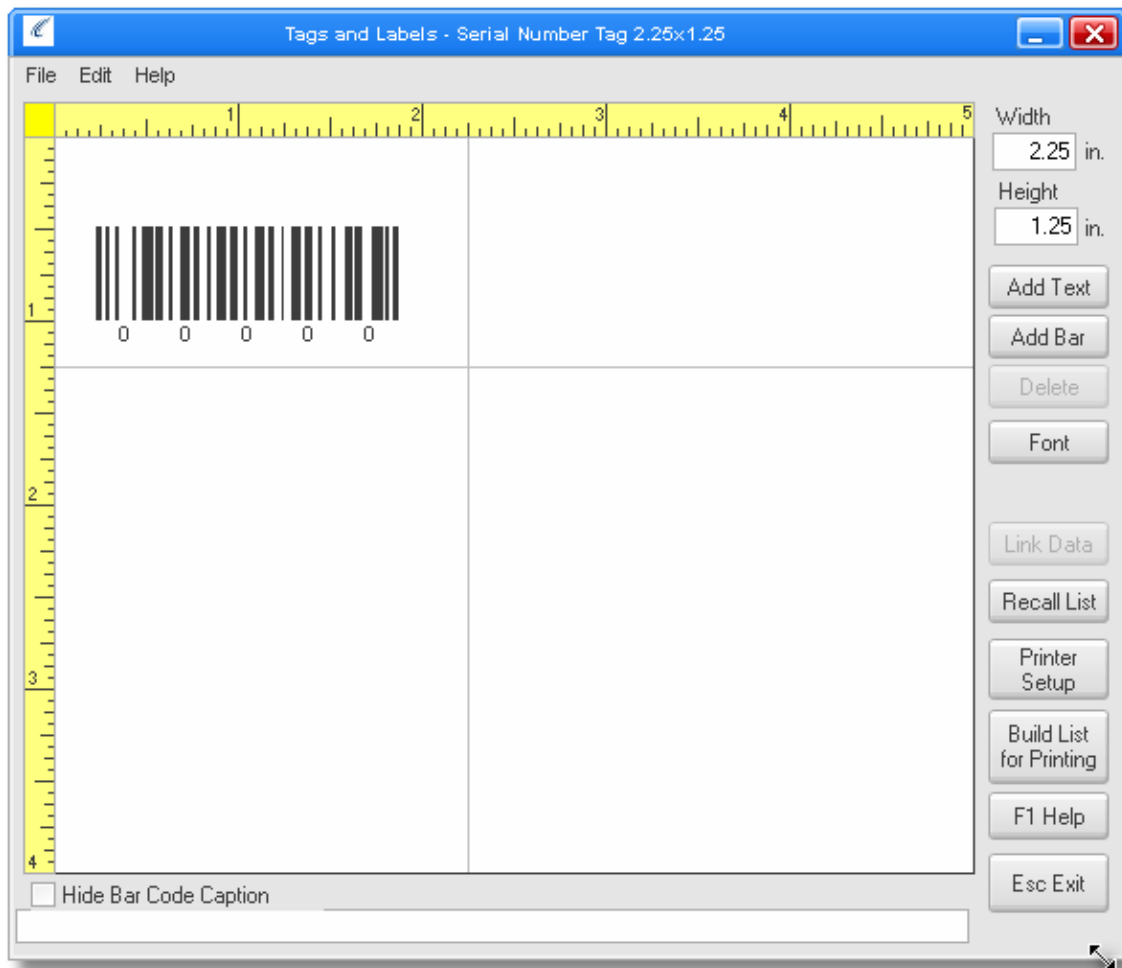 Tags and Labels - Serial Number Tag 2.25x1.25
File Edit Help
1 2 3 4 5
Width
2.25 in.
Height
1.25 in.
Add Text
Add Bar
Delete
Font
Link Data
Recall List
Printer
Setup
Build List
for Printing
F1 Help
Esc Exit
1
0 0 0 0 0
2
3
4
Hide Bar Code Caption